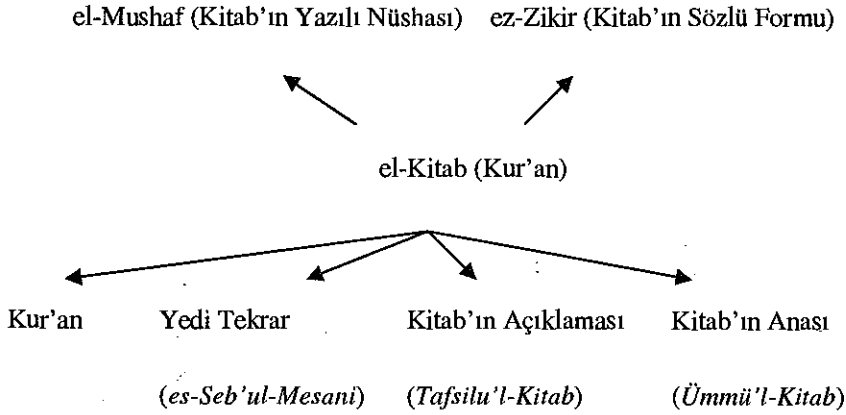 el-Mushaf (Kitab’ın Yazılı Nüshası) ez-Zikir (Kitab’ın Sözlü Formu)
el-Kitab (Kur’an)
Kur’an Yedi Tekrar Kitab’ın Açıklaması Kitab’ın Anası
(es-Seb’ul-Mesani) (Tafsilu’l-Kitab) (Ümmü’l-Kitab)